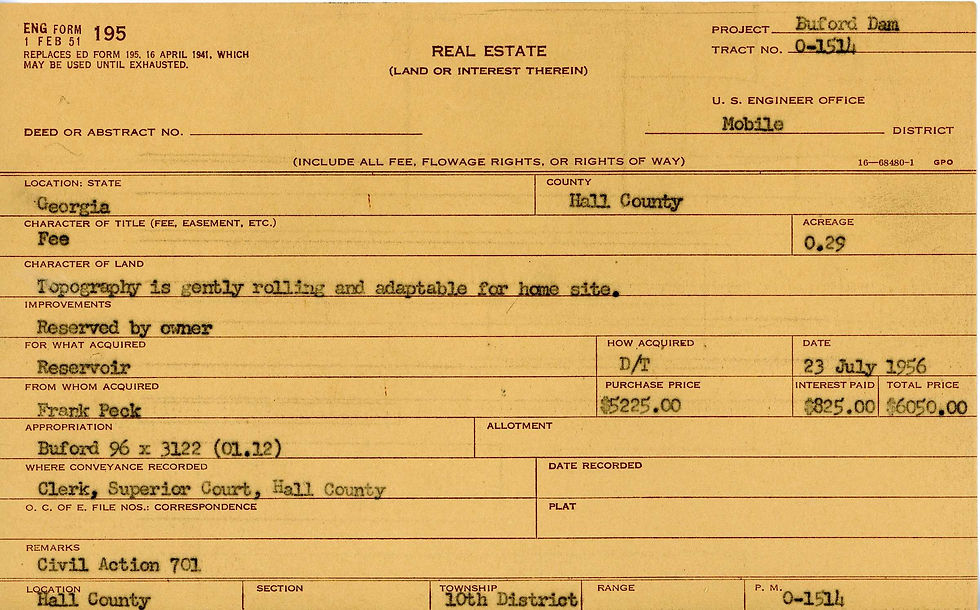 ENG FORM 195
1 FEB 51
REPLACES ED FORM 195, 16 APRIL 1941, WHICH
MAY BE USED UNTIL EXHAUSTED.
REAL ESTATE
(LAND OR INTEREST THEREIN)
PROJECT Buford Dam
TRACT NO. O-1514
U. S. ENGINEER OFFICE
Mobile DISTRICT
DEED OR ABSTRACT NO.
(INCLUDE ALL FEE, FLOWAGE RIGHTS, OR RIGHTS OF WAY)
16—68480-1 GPO
LOCATION: STATE
Georgia
COUNTY
Hall County
CHARACTER OF TITLE (FEE, EASEMENT, ETC.)
Fee
ACREAGE
0.29
CHARACTER OF LAND
Topography is gently rolling and adaptable for home site.
IMPROVEMENTS
Reserved by owner
FOR WHAT ACQUIRED
Reservoir
HOW ACQUIRED
D/T
DATE
23 July 1956
FROM WHOM ACQUIRED
Frank Peck
PURCHASE PRICE
$5225.00
INTEREST PAID
$825.00
TOTAL PRICE
$6050.00
APPROPRIATION
Buford 96 x 3122 (01.12)
ALLOTMENT
WHERE CONVEYANCE RECORDED
Clerk, Superior Court, Hall County
DATE RECORDED
O. C. OF E. FILE NOS.: CORRESPONDENCE
PLAT
REMARKS
Civil Action 701
LOCATION
Hall County
SECTION
TOWNSHIP
10th District
RANGE
P. M.
O-1514